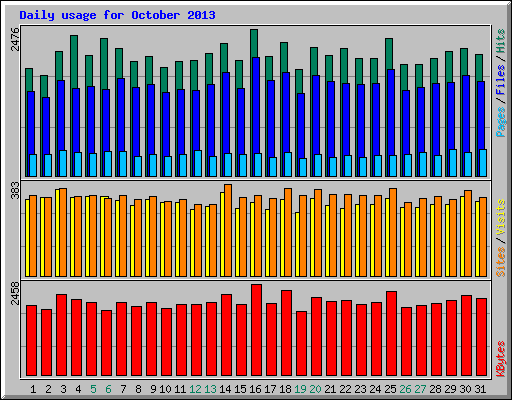 Daily usage for October 2013
2476
Pages / Files / Hits
383
Sites / Visits
2458
KBytes
1 2 3 4 5 6 7 8 9 10 11 12 13 14 15 16 17 18 19 20 21 22 23 24 25 26 27 28 29 30 31